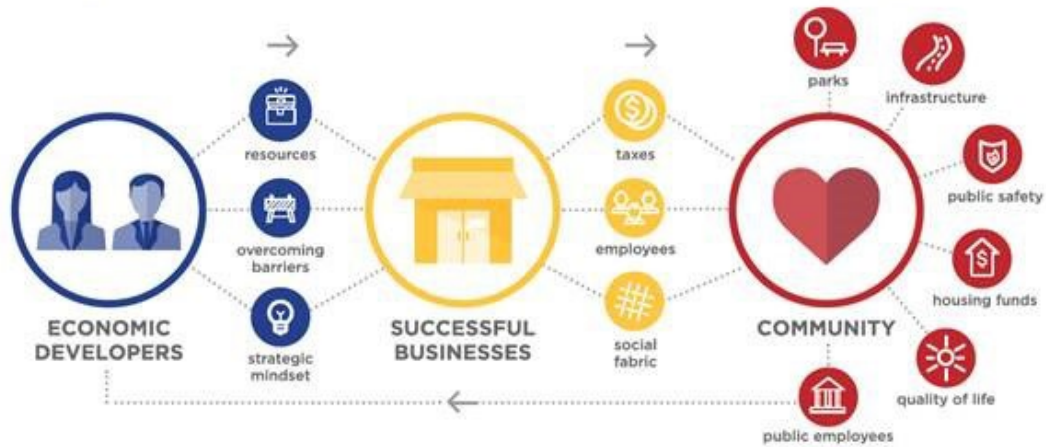 parks
infrastructure
resources
taxes
public safety
overcoming
barriers
employees
housing funds
ECONOMIC
DEVELOPERS
strategic
mindset
SUCCESSFUL
BUSINESSES
social
fabric
COMMUNITY
quality of life
public employees